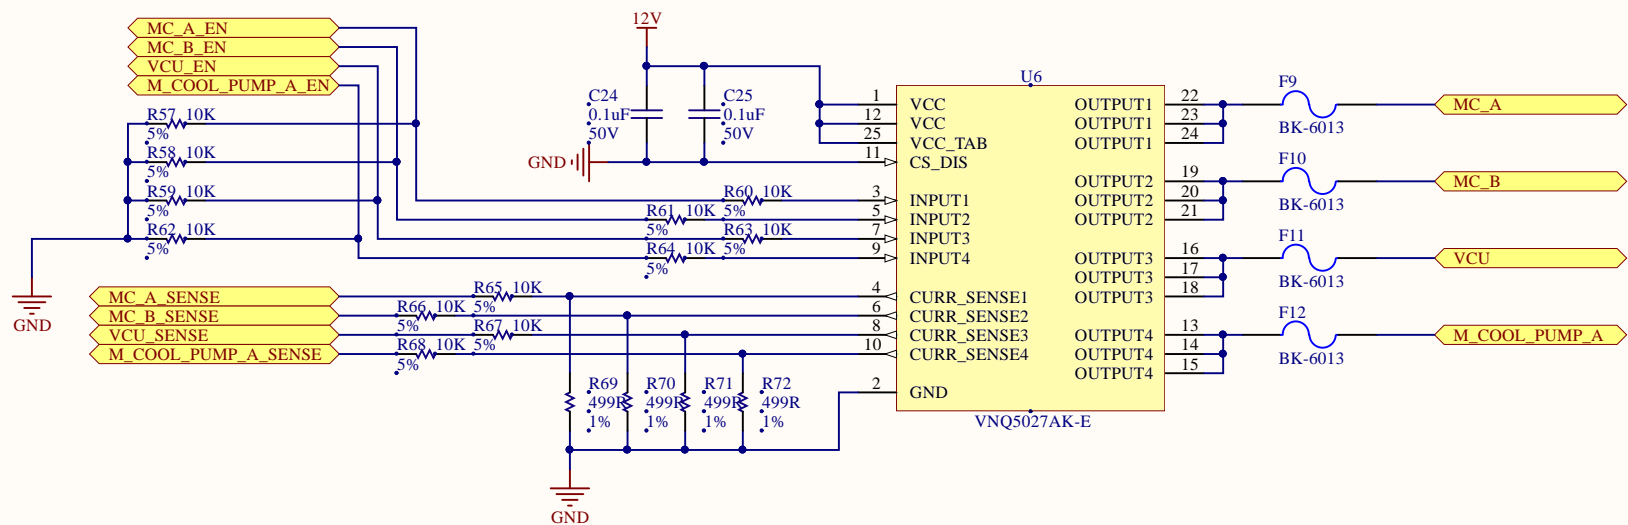 MC_A_EN
MC_B_EN
VCU_EN
M_COOL_PUMP_A_EN
R57 10K
5%
R58 10K
5%
R59 10K
5%
R62 10K
5%
GND
12V
C24
0.1uF
50V
C25
0.1uF
50V
GND
R60 10K
5%
R61 10K
5%
R63 10K
5%
R64 10K
5%
MC_A_SENSE
MC_B_SENSE
VCU_SENSE
M_COOL_PUMP_A_SENSE
R65 10K
5%
R66 10K
5%
R67 10K
5%
R68 10K
5%
R69
499R
1%
R70
499R
1%
R71
499R
1%
R72
499R
1%
GND
U6
1 VCC
12 VCC
25 VCC_TAB
11 CS_DIS
3 INPUT1
5 INPUT2
7 INPUT3
9 INPUT4
4 CURR_SENSE1
6 CURR_SENSE2
8 CURR_SENSE3
10 CURR_SENSE4
2 GND
OUTPUT1 22
OUTPUT1 23
OUTPUT1 24
OUTPUT2 19
OUTPUT2 20
OUTPUT2 21
OUTPUT3 16
OUTPUT3 17
OUTPUT3 18
OUTPUT4 13
OUTPUT4 14
OUTPUT4 15
VNQ5027AK-E
F9
BK-6013
MC_A
F10
BK-6013
MC_B
F11
BK-6013
VCU
F12
BK-6013
M_COOL_PUMP_A